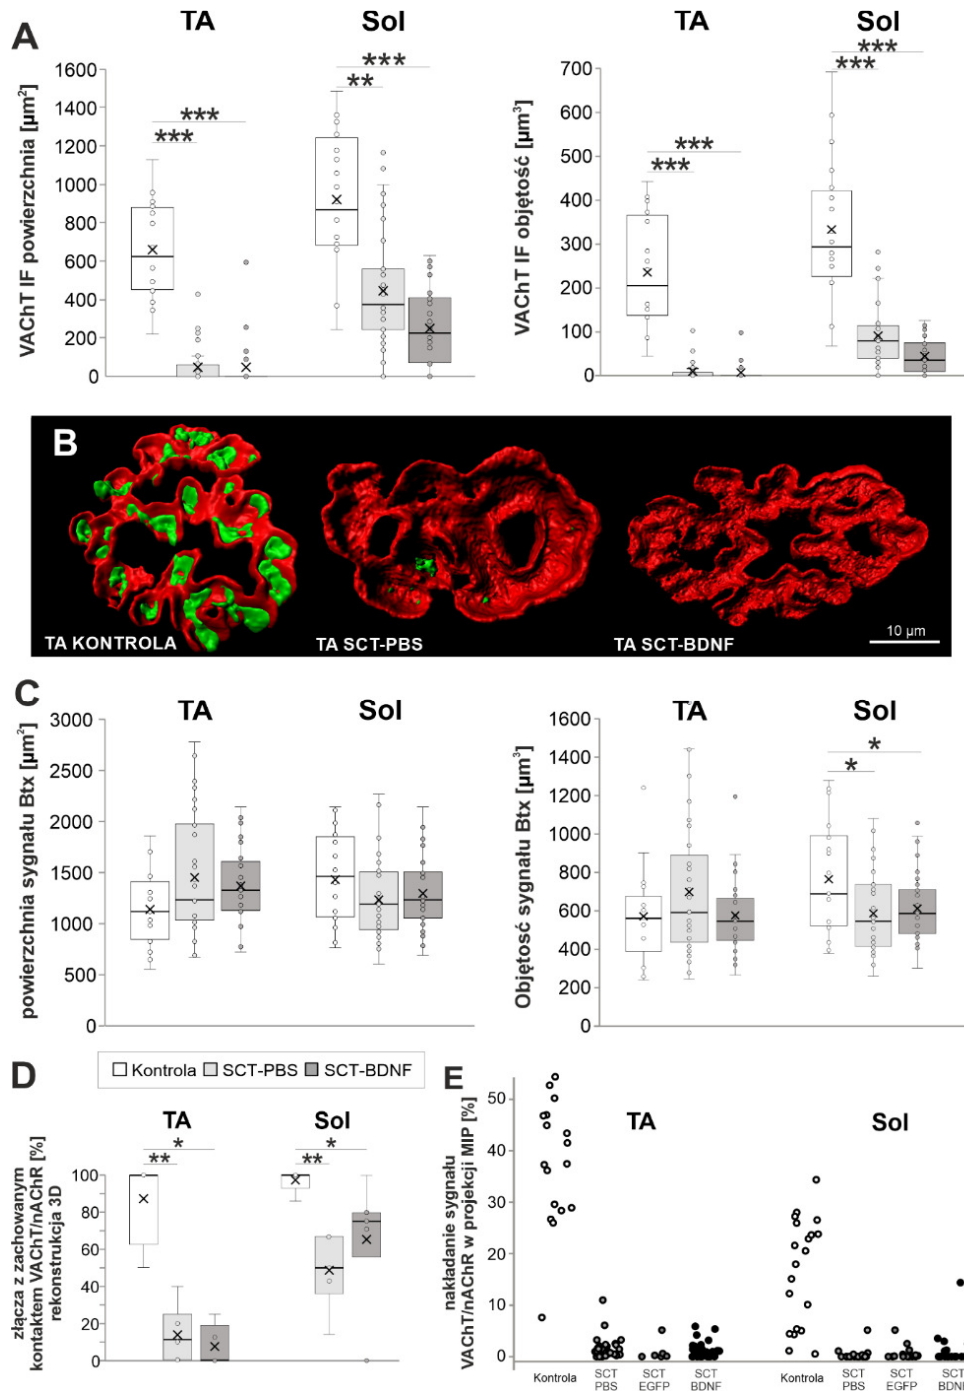 A
TA
Sol
TA
Sol
VAChT IF powierzchnia [µm²]
1600
1400
1200
1000
800
600
400
200
0
***
***
***
**
VAChT IF objętość [µm³]
700
600
500
400
300
200
100
0
***
***
***
***
B
TA KONTROLA
TA SCT-PBS
TA SCT-BDNF
10 µm
C
TA
Sol
TA
Sol
powierzchnia sygnału Btx [µm²]
3000
2500
2000
1500
1000
500
0
Objętość sygnału Btx [µm³]
1600
1400
1200
1000
800
600
400
200
0
*
*
Kontrola SCT-PBS SCT-BDNF
D
TA
Sol
złącza z zachowanym
kontaktem VAChT/nAChR [%]
rekonstrukcja 3D
100
80
60
40
20
0
*
**
*
**
E
TA
Sol
nakładanie sygnału
VAChT/nAChR w projekcji MIP [%]
50
40
30
20
10
0
Kontrola
SCT
PBS
SCT
EGFP
SCT
BDNF
Kontrola
SCT
PBS
SCT
EGFP
SCT
BDNF